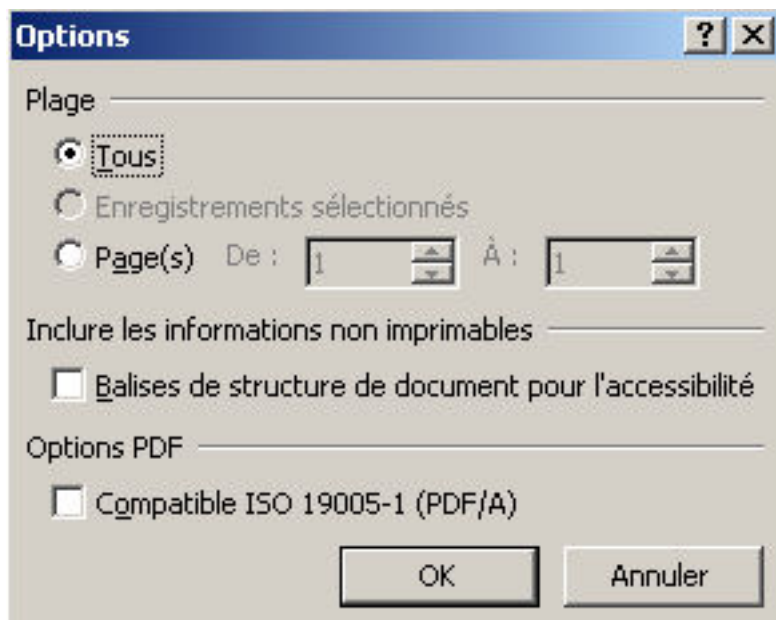 Options
Plage
Tous
Enregistrements sélectionnés
Page(s) De : 1 À : 1
Inclure les informations non imprimables
Balises de structure de document pour l'accessibilité
Options PDF
Compatible ISO 19005-1 (PDF/A)
OK Annuler